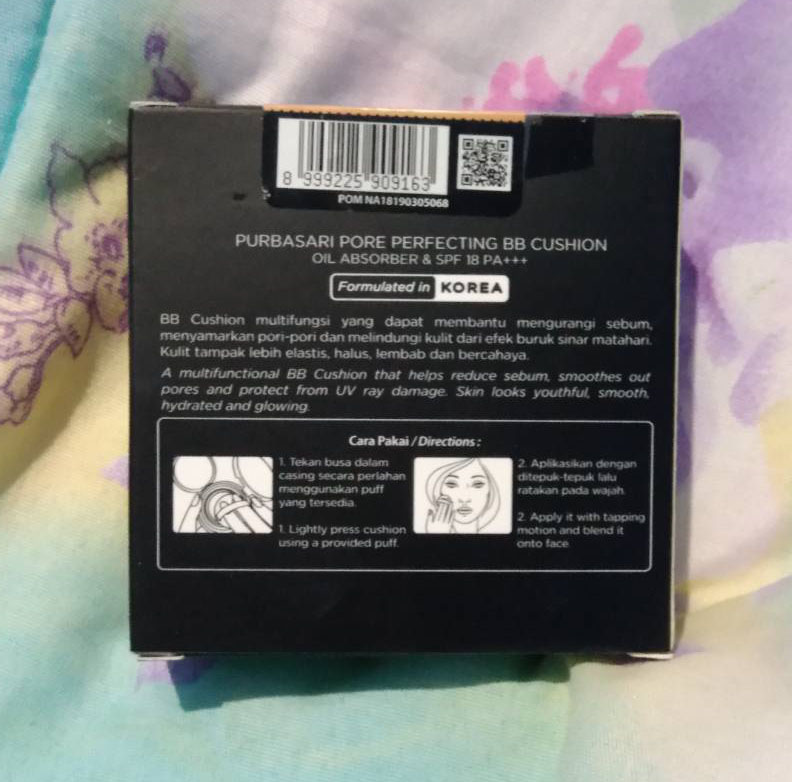 8 999225 909163
POM NA18190305068
PURBASARI PORE PERFECTING BB CUSHION
OIL ABSORBER & SPF 18 PA+++
Formulated in KOREA
BB Cushion multifungsi yang dapat membantu mengurangi sebum,
menyamarkan pori-pori dan melindungi kulit dari efek buruk sinar matahari.
Kulit tampak lebih elastis, halus, lembab dan bercahaya.
A multifunctional BB Cushion that helps reduce sebum, smoothes out
pores and protect from UV ray damage. Skin looks youthful, smooth,
hydrated and glowing.
Cara Pakai / Directions :
1. Tekan busa dalam
casing secara perlahan
menggunakan puff
yang tersedia.
1. Lightly press cushion
using a provided puff.
2. Aplikasikan dengan
ditepuk-tepuk lalu
ratakan pada wajah.
2. Apply it with tapping
motion and blend it
onto face.